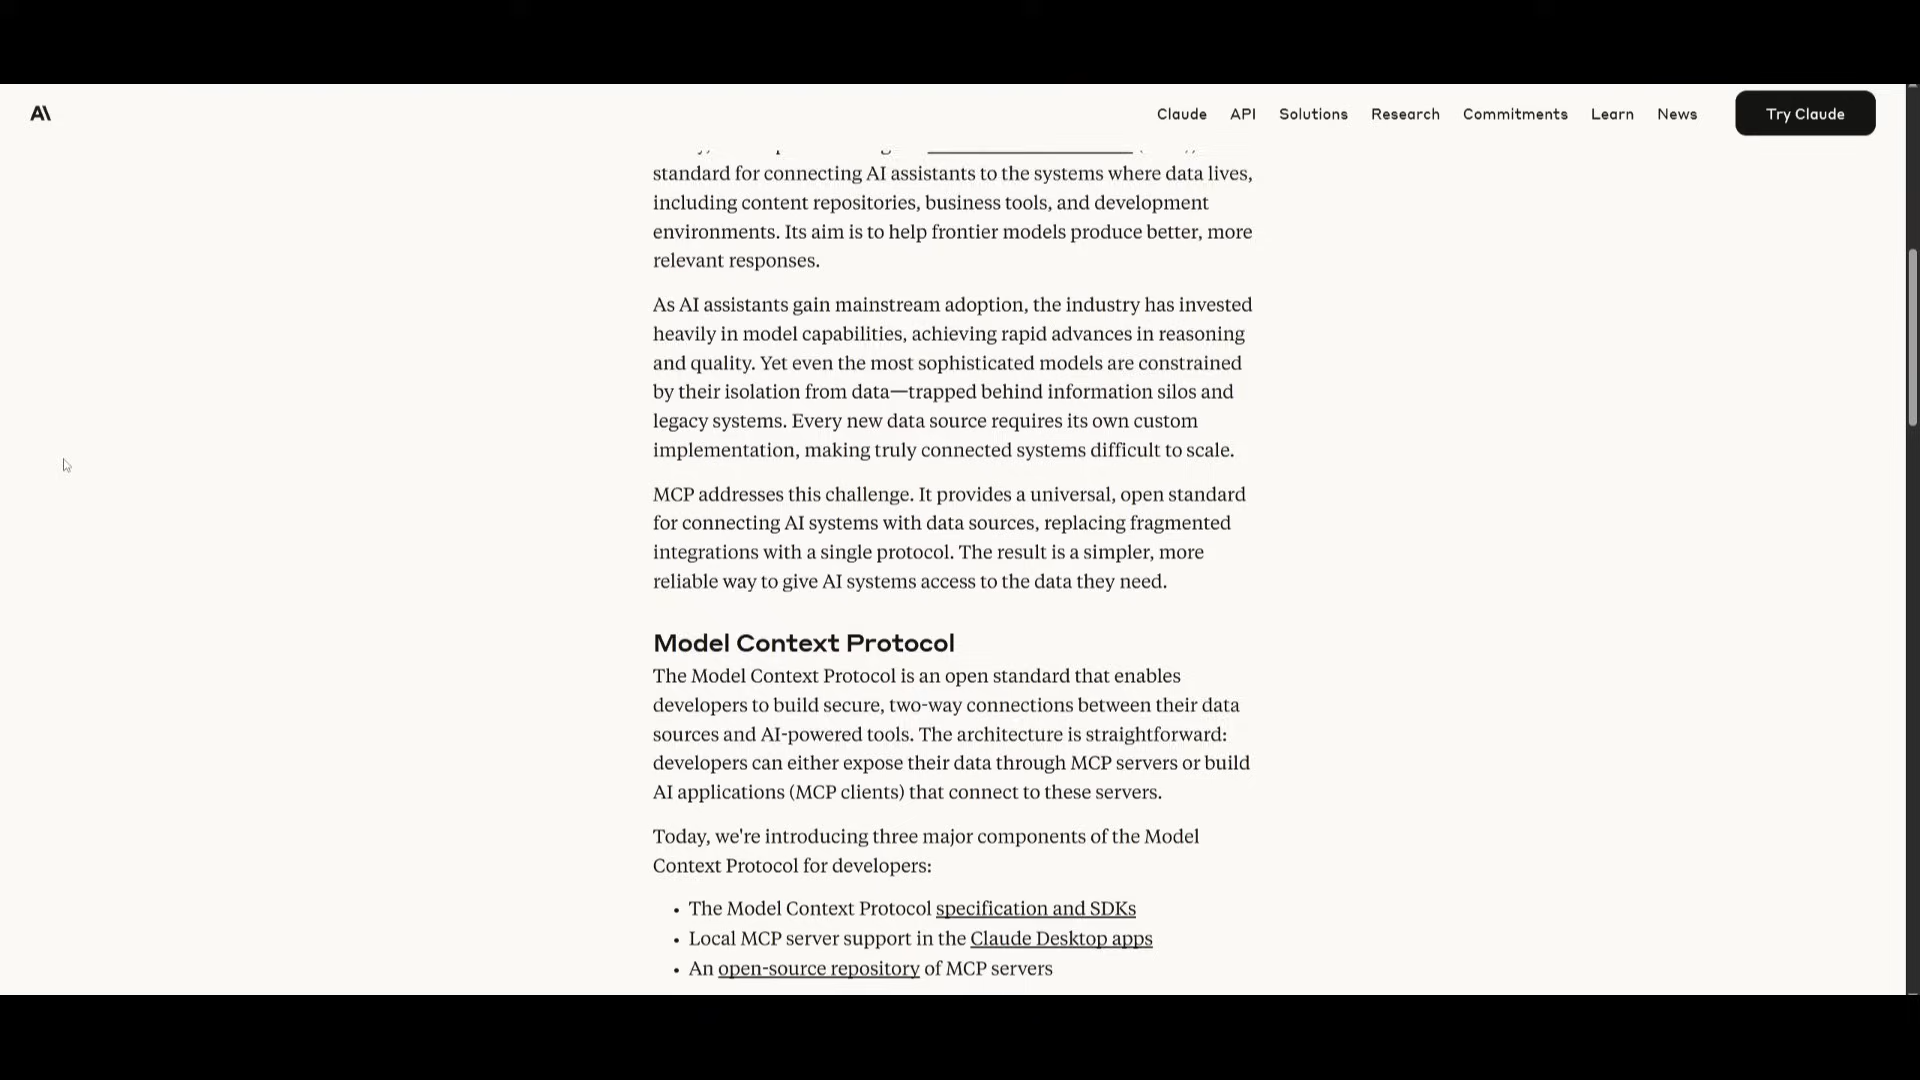 Claude API Solutions Research Commitments Learn News Try Claude
standard for connecting AI assistants to the systems where data lives,
including content repositories, business tools, and development
environments. Its aim is to help frontier models produce better, more
relevant responses.
As AI assistants gain mainstream adoption, the industry has invested
heavily in model capabilities, achieving rapid advances in reasoning
and quality. Yet even the most sophisticated models are constrained
by their isolation from data—trapped behind information silos and
legacy systems. Every new data source requires its own custom
implementation, making truly connected systems difficult to scale.
MCP addresses this challenge. It provides a universal, open standard
for connecting AI systems with data sources, replacing fragmented
integrations with a single protocol. The result is a simpler, more
reliable way to give AI systems access to the data they need.
Model Context Protocol
The Model Context Protocol is an open standard that enables
developers to build secure, two-way connections between their data
sources and AI-powered tools. The architecture is straightforward:
developers can either expose their data through MCP servers or build
AI applications (MCP clients) that connect to these servers.
Today, we're introducing three major components of the Model
Context Protocol for developers:
• The Model Context Protocol specification and SDKs
• Local MCP server support in the Claude Desktop apps
• An open-source repository of MCP servers